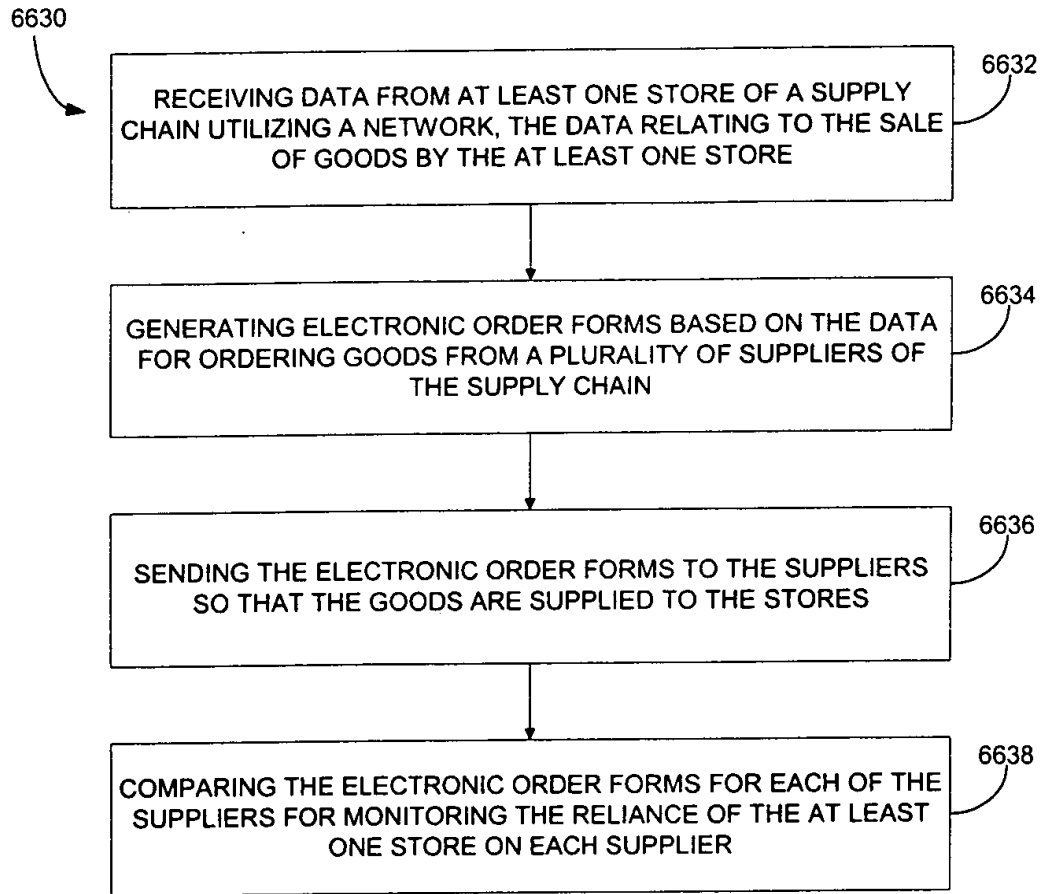 6630
6632
RECEIVING DATA FROM AT LEAST ONE STORE OF A SUPPLY
CHAIN UTILIZING A NETWORK, THE DATA RELATING TO THE SALE
OF GOODS BY THE AT LEAST ONE STORE
6634
GENERATING ELECTRONIC ORDER FORMS BASED ON THE DATA
FOR ORDERING GOODS FROM A PLURALITY OF SUPPLIERS OF
THE SUPPLY CHAIN
6636
SENDING THE ELECTRONIC ORDER FORMS TO THE SUPPLIERS
SO THAT THE GOODS ARE SUPPLIED TO THE STORES
6638
COMPARING THE ELECTRONIC ORDER FORMS FOR EACH OF THE
SUPPLIERS FOR MONITORING THE RELIANCE OF THE AT LEAST
ONE STORE ON EACH SUPPLIER